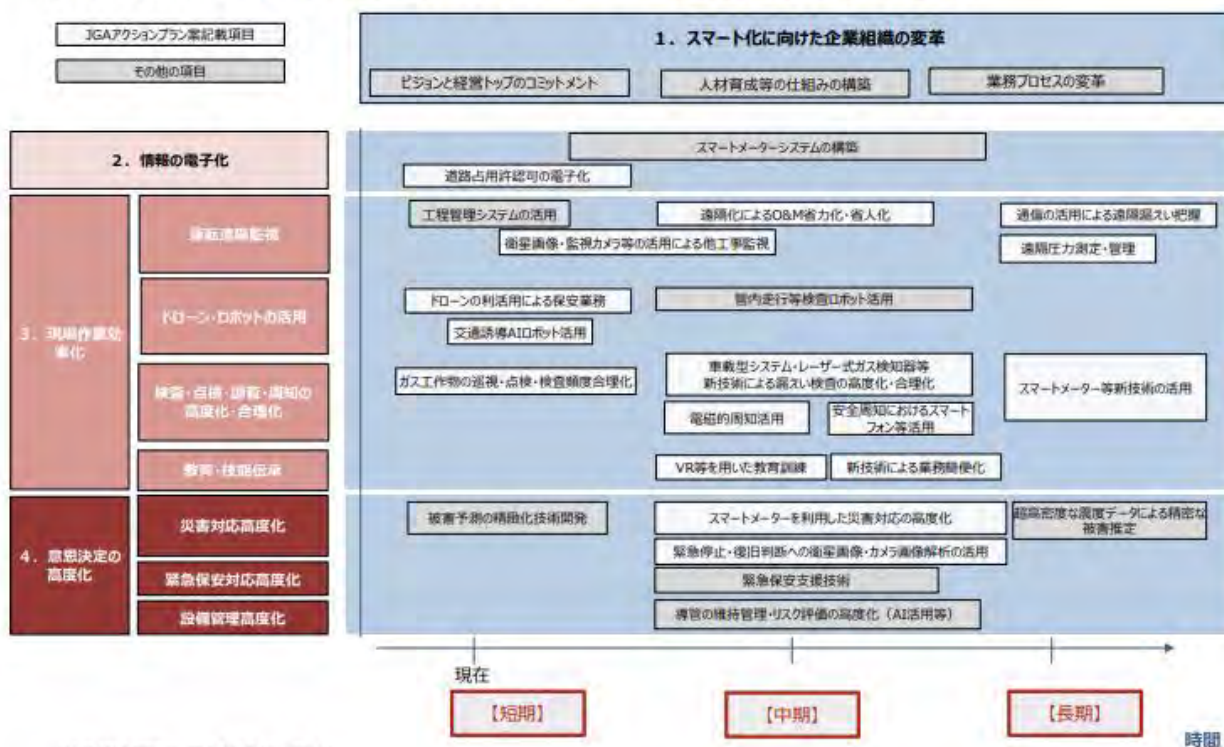 JGAアクションプラン案記載項目
その他の項目
1．スマート化に向けた企業組織の変革
ビジョンと経営トップのコミットメント
人材育成等の仕組みの構築
業務プロセスの変革
2．情報の電子化
スマートメーターシステムの構築
道路占用許認可の電子化
3．現場作業効
率化
運転遠隔監視
工程管理システムの活用
遠隔化によるO&M省力化・省人化
通信の活用による遠隔漏えい把握
衛星画像・監視カメラ等の活用による他工事監視
遠隔圧力測定・管理
ドローン・ロボットの活用
ドローンの利活用による保安業務
管内走行等検査ロボット活用
交通誘導AIロボット活用
検査・点検・調査・周知の
高度化・合理化
ガス工作物の巡視・点検・検査頻度合理化
車載型システム・レーザー式ガス検知器等
新技術による漏えい検査の高度化・合理化
スマートメーター等新技術の活用
電磁的周知活用
安全周知におけるスマート
フォン等活用
教育・技能伝承
VR等を用いた教育訓練
新技術による業務簡便化
4．意思決定の
高度化
災害対応高度化
被害予測の精緻化技術開発
スマートメーターを利用した災害対応の高度化
超高密度な震度データによる精密な
被害推定
緊急停止・復旧判断への衛星画像・カメラ画像解析の活用
緊急保安対応高度化
緊急保安支援技術
設備管理高度化
導管の維持管理・リスク評価の高度化（AI活用等）
現在
【短期】
【中期】
【長期】
時間